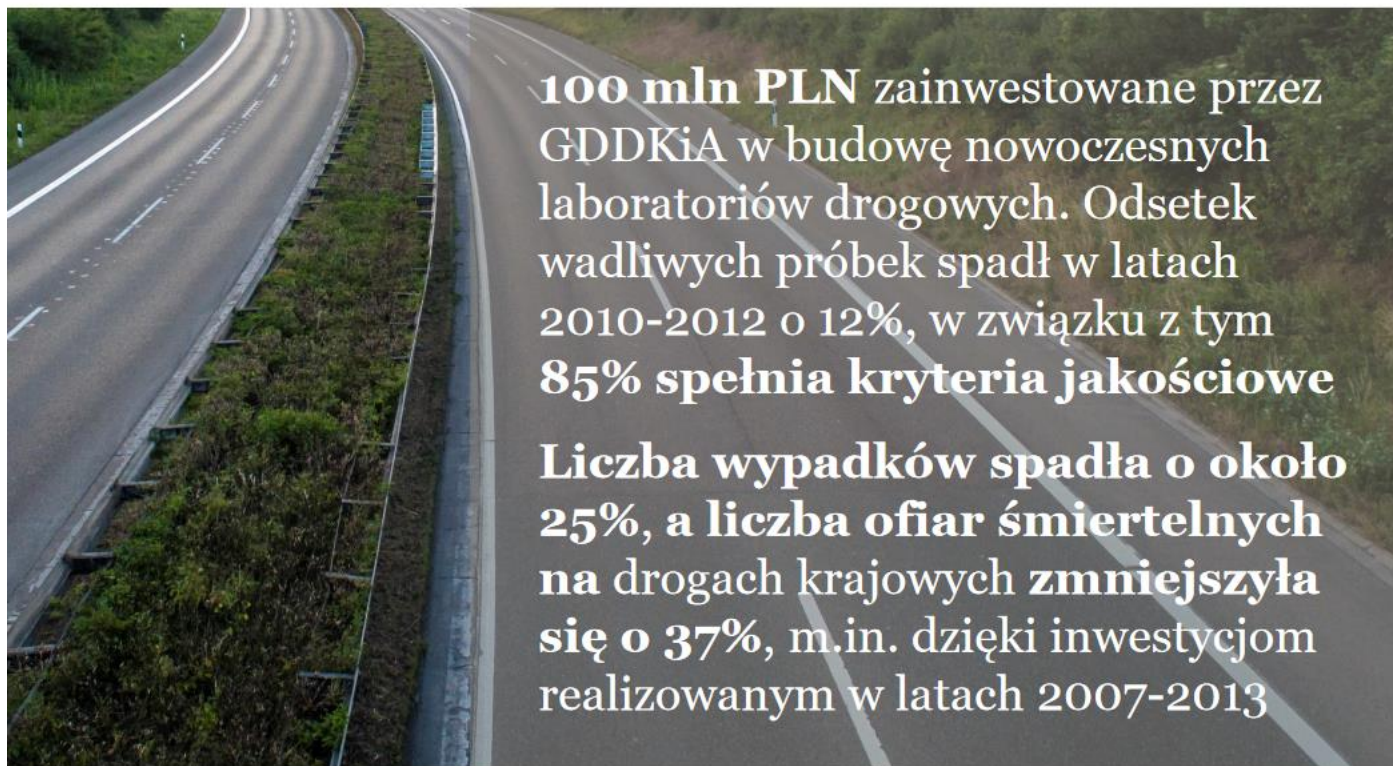 100 mln PLN zainwestowane przez
GDDKiA w budowę nowoczesnych
laboratoriów drogowych. Odsetek
wadliwych próbek spadł w latach
2010-2012 o 12%, w związku z tym
85% spełnia kryteria jakościowe
Liczba wypadków spadła o około
25%, a liczba ofiar śmiertelnych
na drogach krajowych zmniejszyła
się o 37%, m.in. dzięki inwestycjom
realizowanym w latach 2007-2013